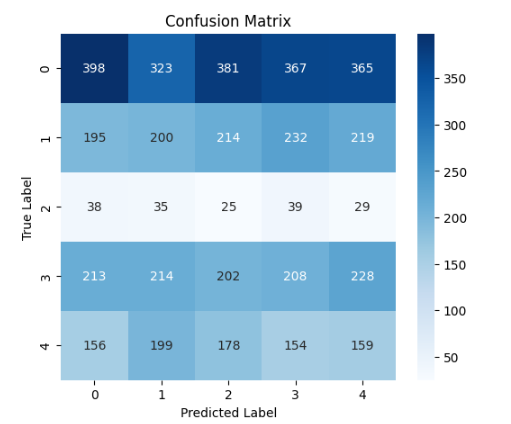 Confusion Matrix
0 398 323 381 367 365
1 195 200 214 232 219
2 38 35 25 39 29
3 213 214 202 208 228
4 156 199 178 154 159
0 1 2 3 4
Predicted Label
True Label
350
300
250
200
150
100
50